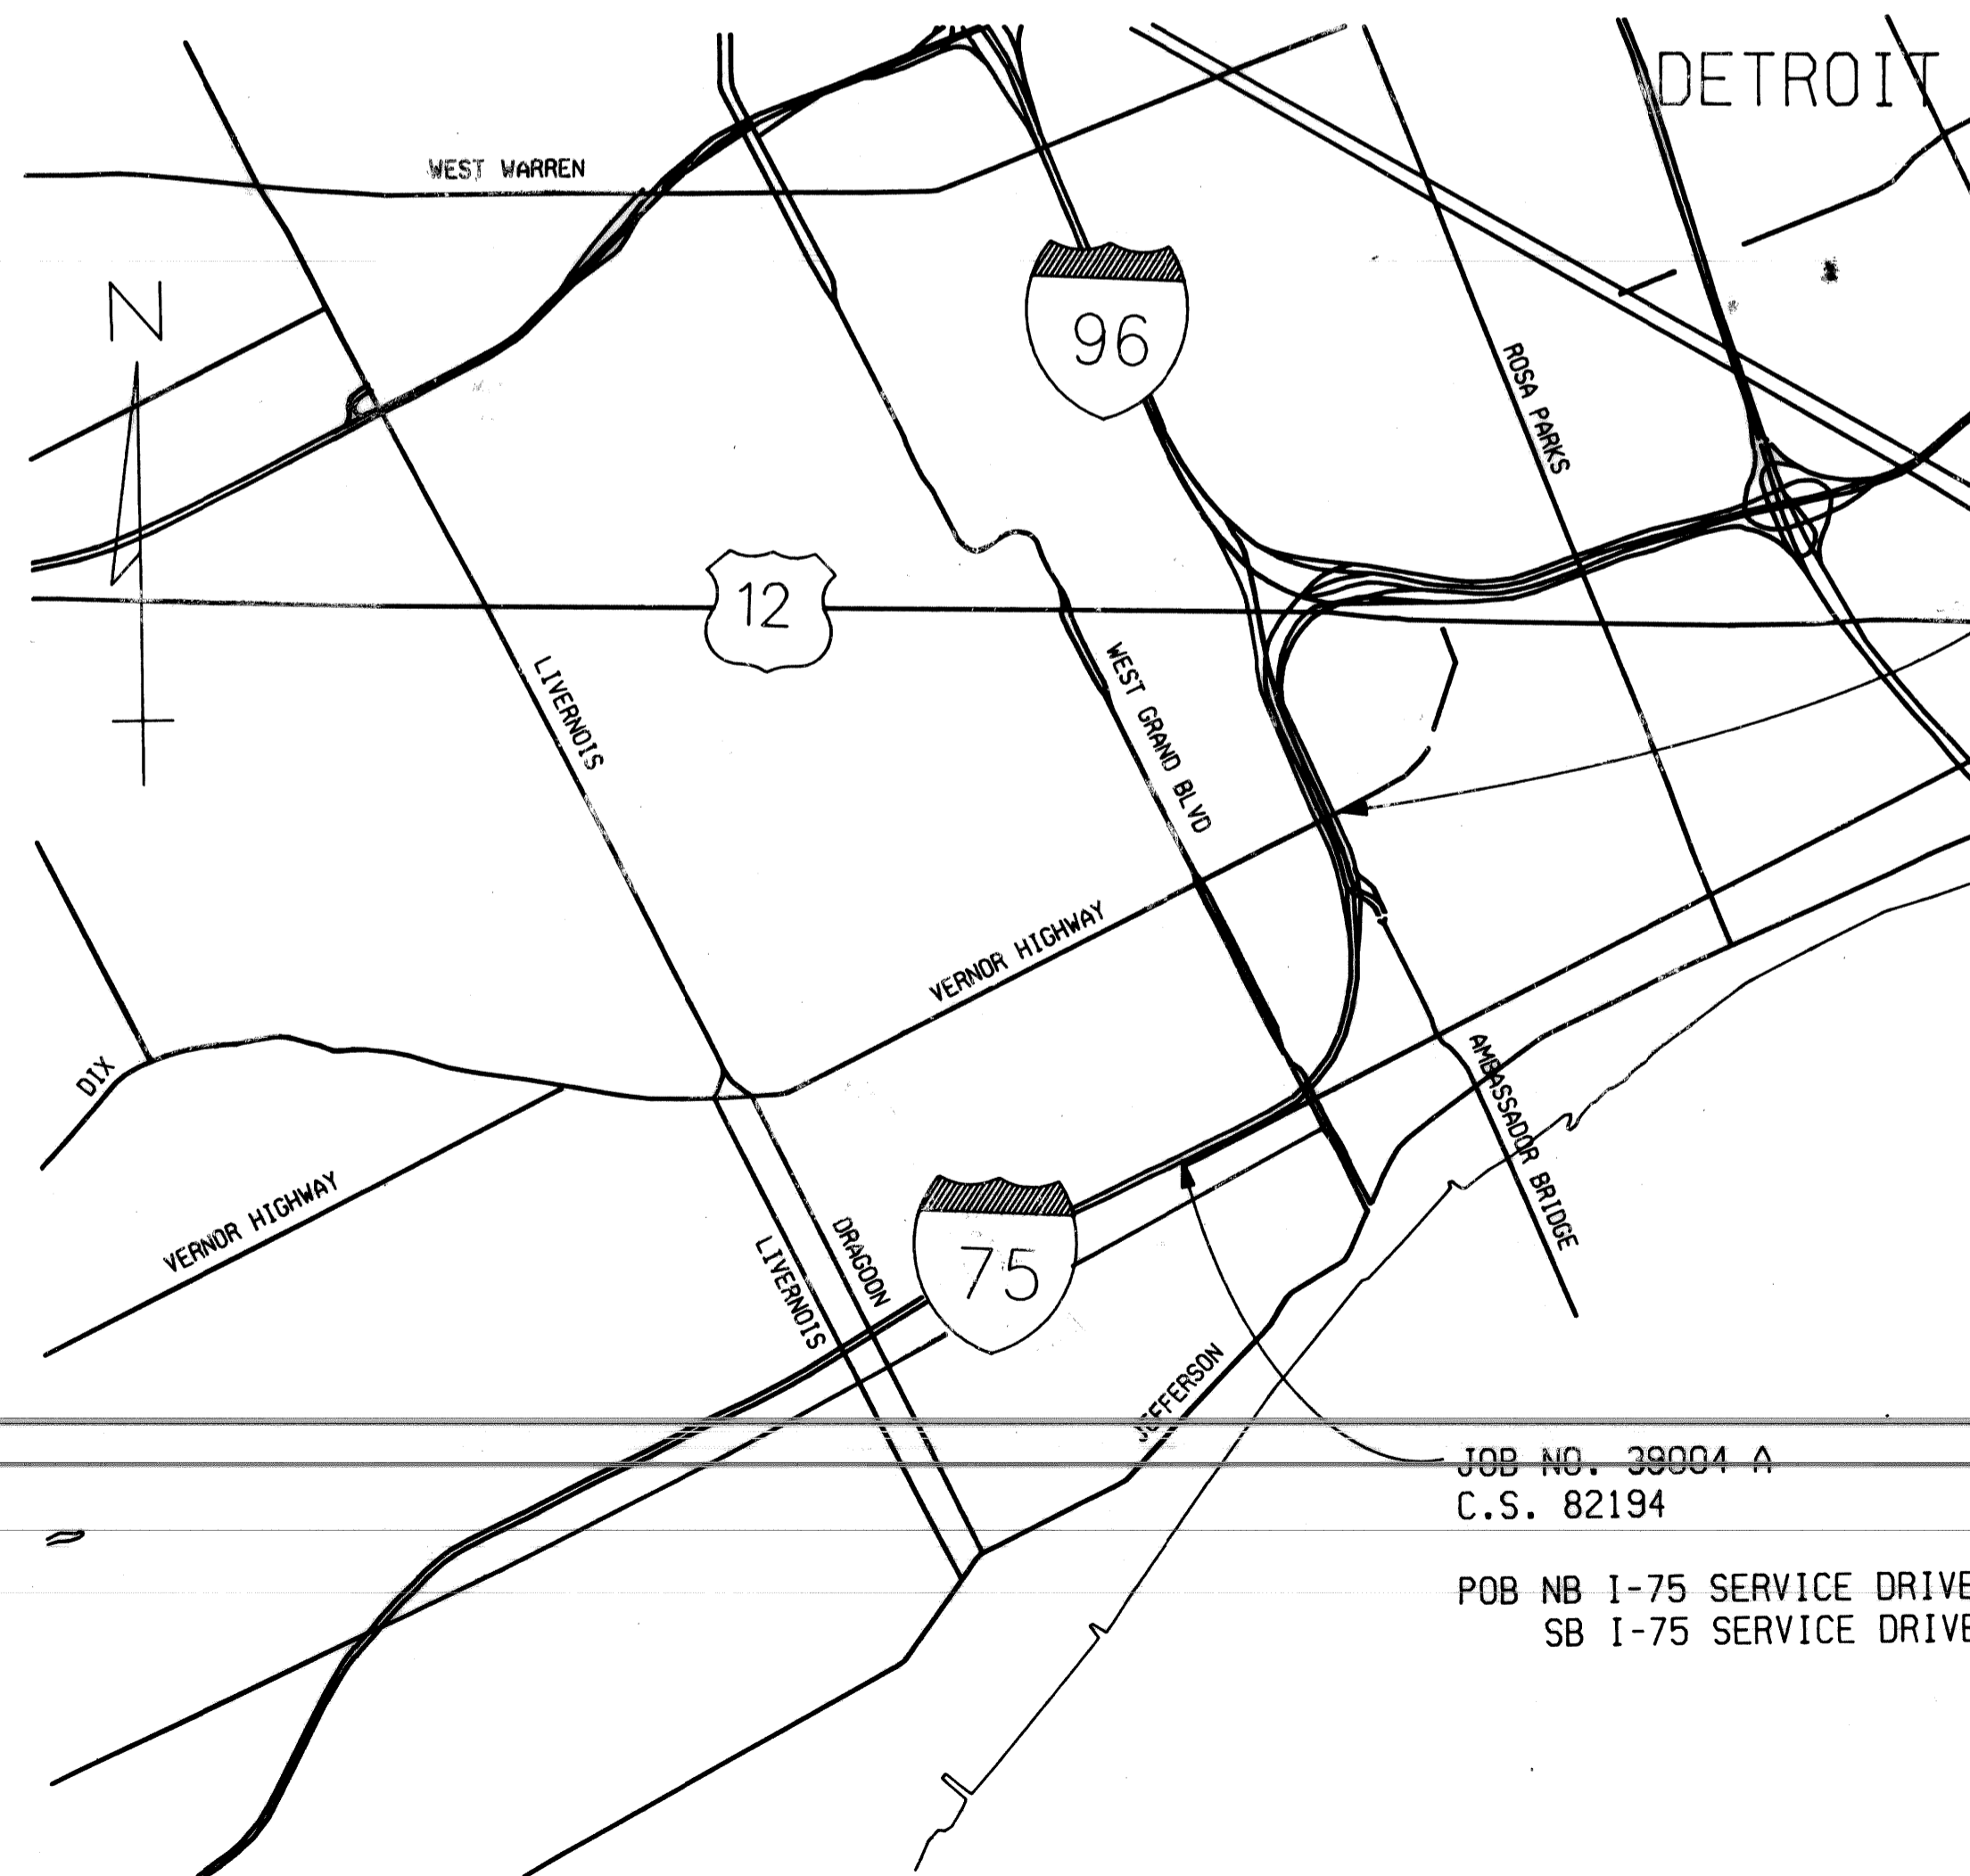 DETROIT
WEST WARREN
N
96
ROSA PARKS
12
LIVERNOIS
WEST GRAND BLVD
VERNOR HIGHWAY
DIX
AMBASSADOR BRIDGE
VERNOR HIGHWAY
DRAGOON
LIVERNOIS
75
JEFFERSON
JOB NO. 38004 A
C.S. 82194
POB NB I-75 SERVICE DRIVE
SB I-75 SERVICE DRIVE